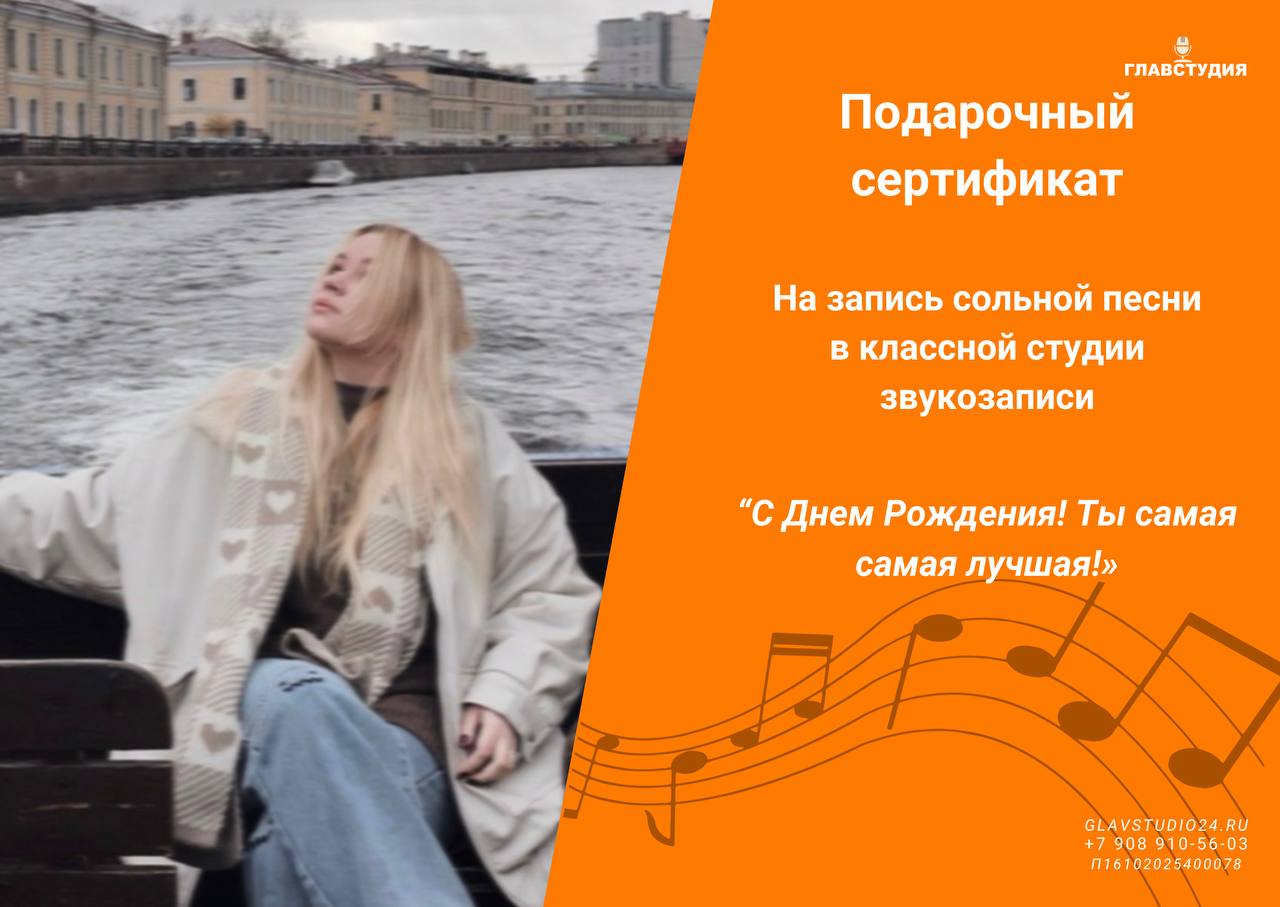 ГЛАВСТУДИЯ
Подарочный
сертификат
На запись сольной песни
в классной студии
звукозаписи
“С Днем Рождения! Ты самая
самая лучшая!»
GLAVSTUDIO24.RU
+7 908 910-56-03
П16102025400078